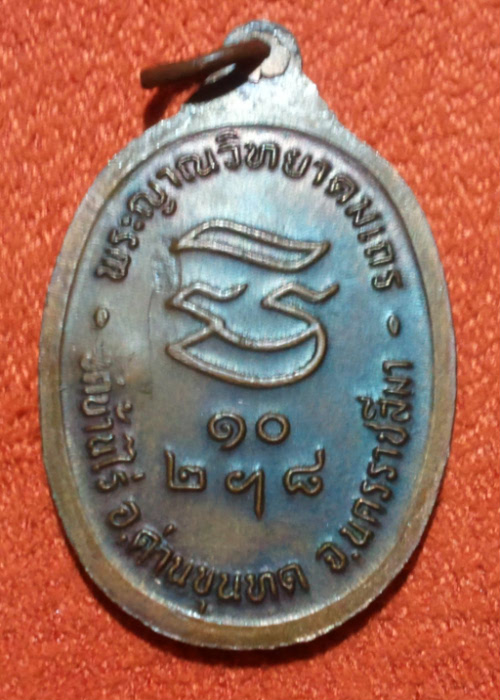 พระญาณวิทยาคมเถร
๑๐
๒ ๆ ๘
วัดบ้านไร่ อ.ด่านขุนทด จ.นครราชสีมา